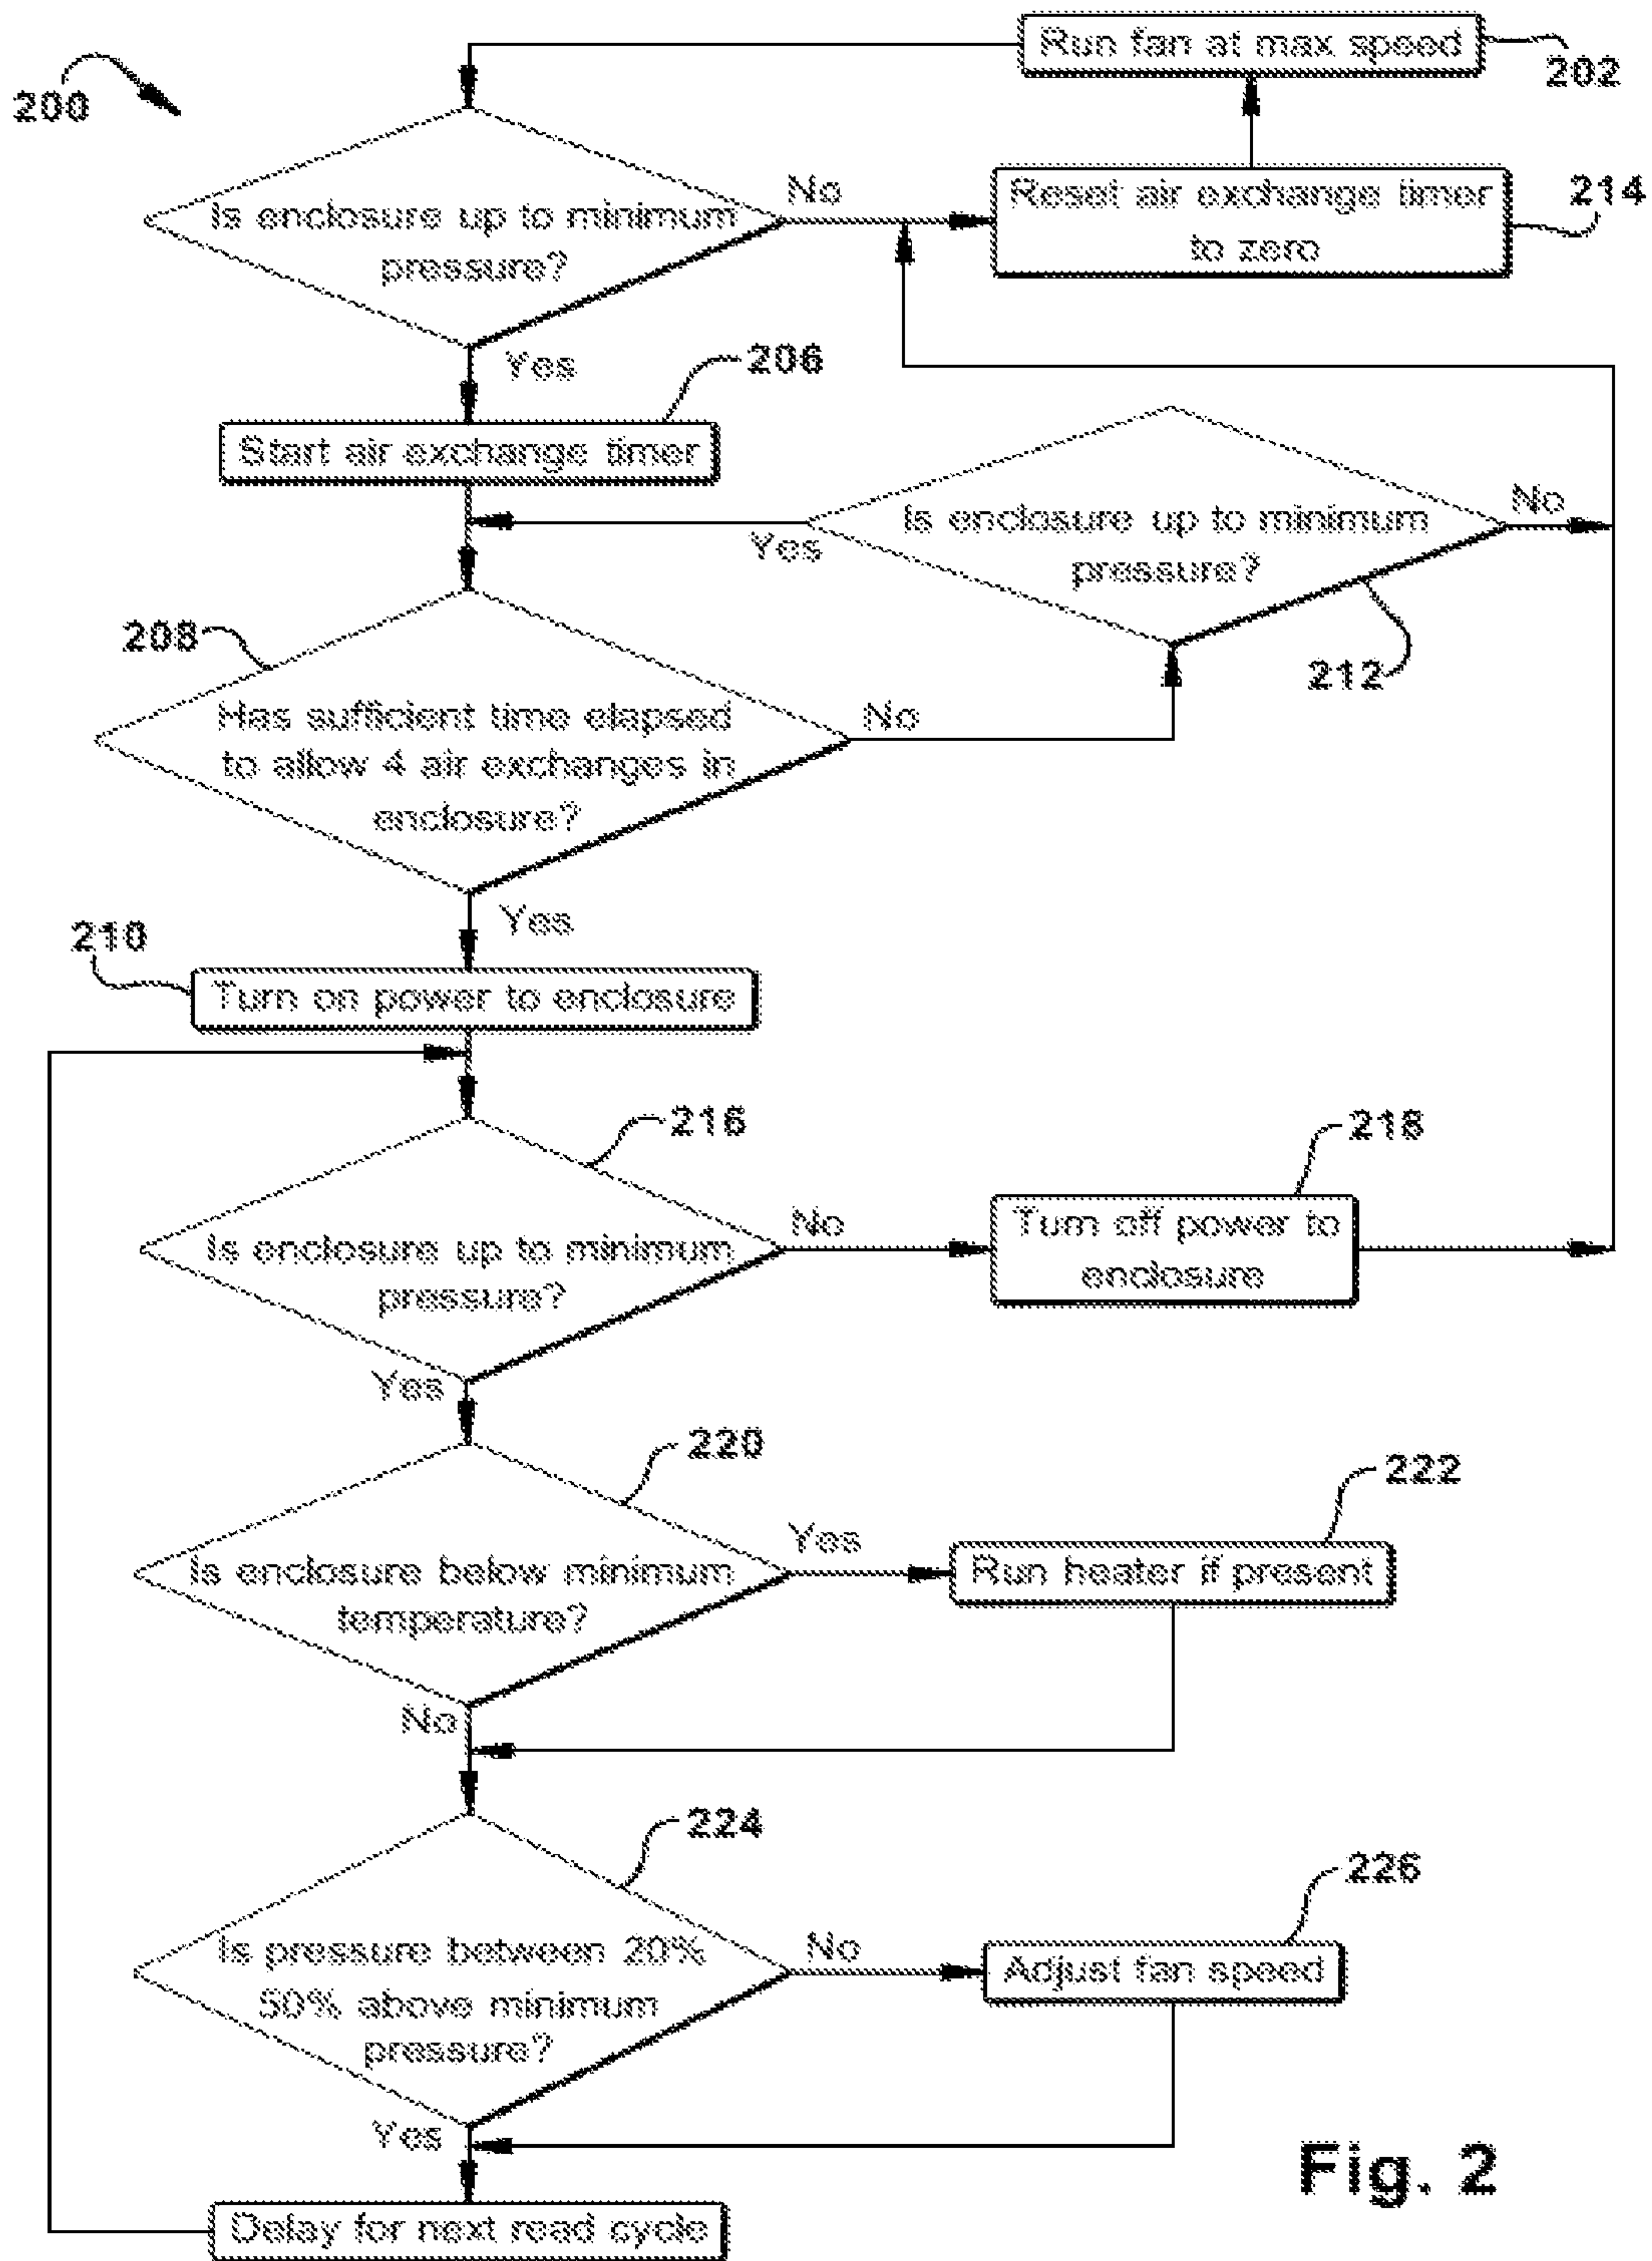 Run fan at max speed
202
200
Is enclosure up to minimum
pressure?
No
Reset air exchange timer
to zero
214
Yes
206
Start air exchange timer
Is enclosure up to minimum
pressure?
No
Yes
212
208
Has sufficient time elapsed
to allow 4 air exchanges in
enclosure?
No
Yes
210
Turn on power to enclosure
216
Is enclosure up to minimum
pressure?
No
218
Turn off power to
enclosure
Yes
220
Is enclosure below minimum
temperature?
Yes
222
Run heater if present
No
224
Is pressure between 20%
50% above minimum
pressure?
No
226
Adjust fan speed
Yes
Delay for next read cycle
Fig. 2